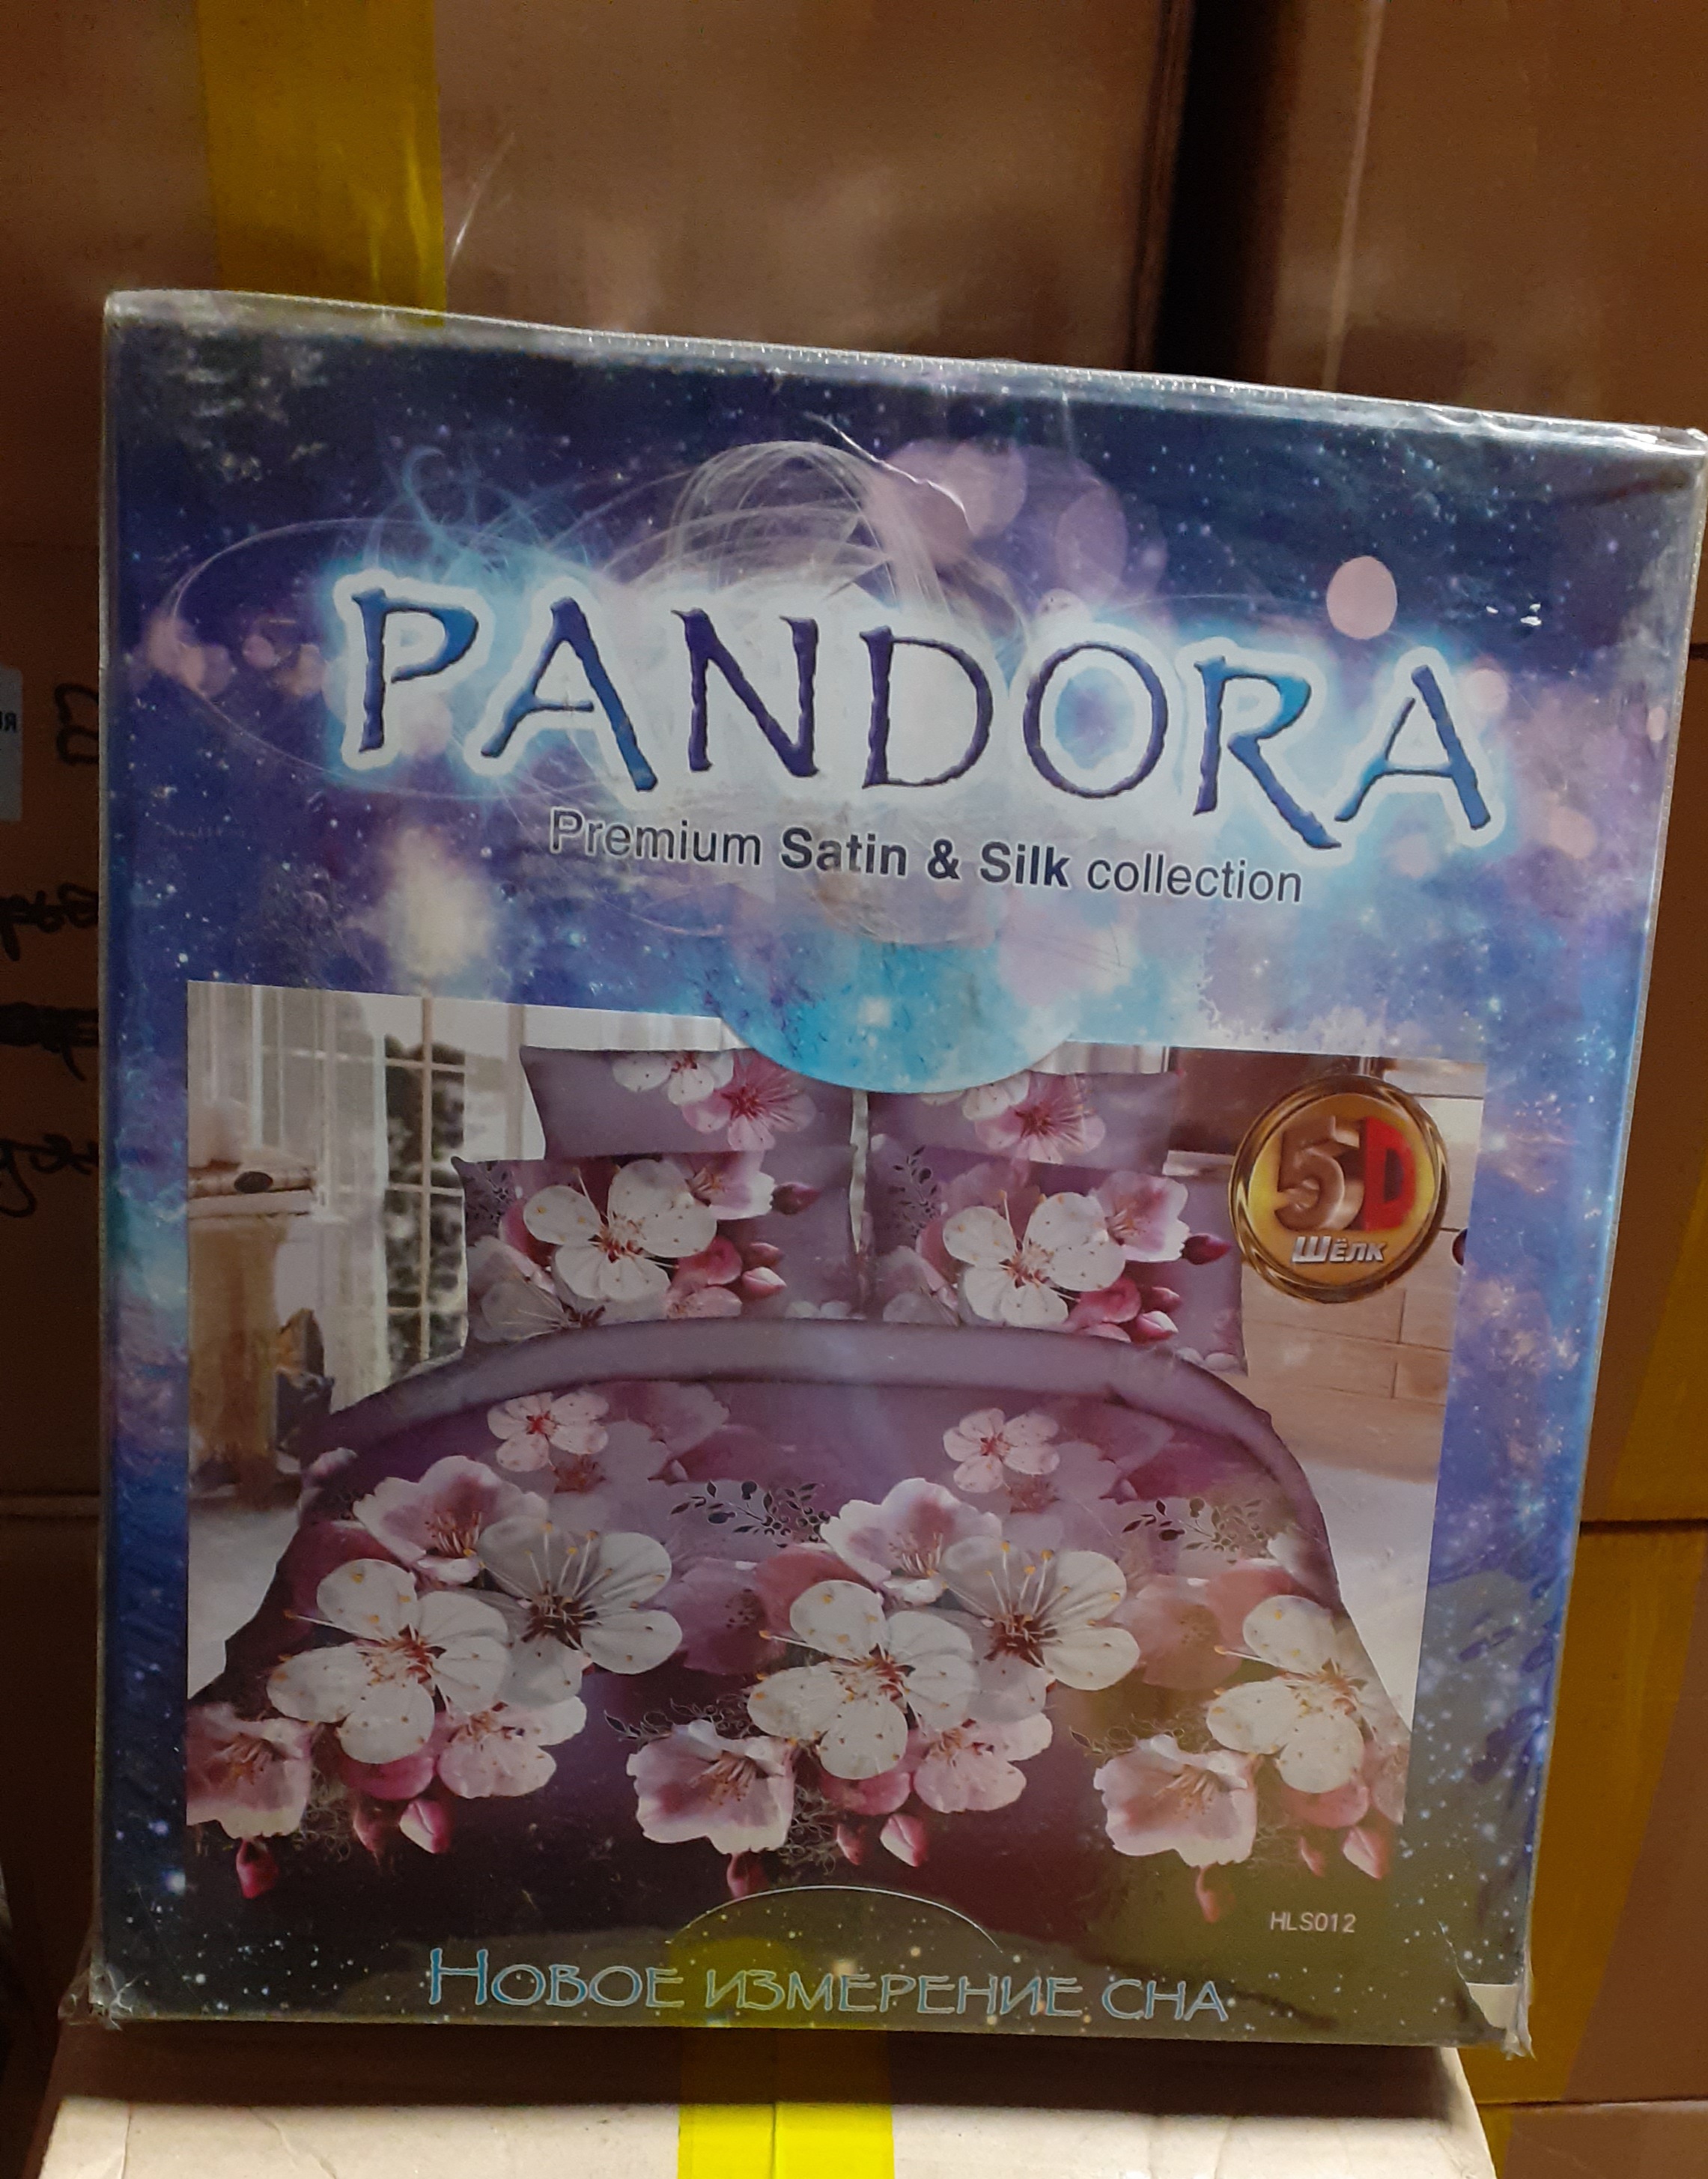 PANDORA
Premium Satin & Silk collection
5D
Шёлк
HLS012
Новое измерение сна